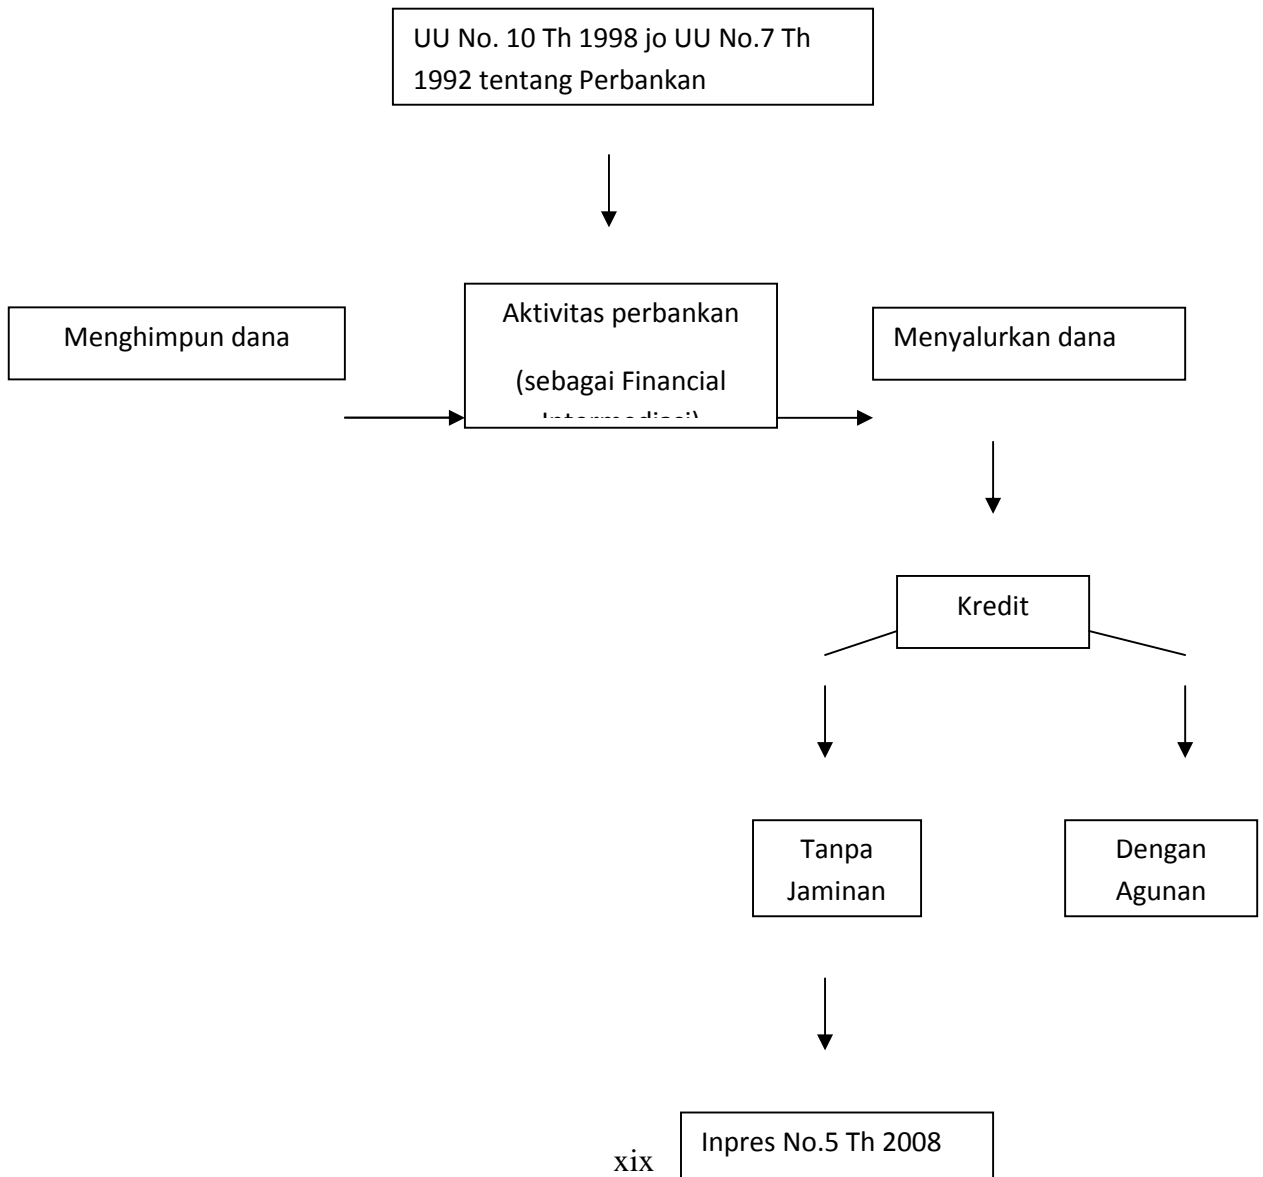 UU No. 10 Th 1998 jo UU No.7 Th
1992 tentang Perbankan
Menghimpun dana
Aktivitas perbankan
(sebagai Financial
Menyalurkan dana
Kredit
Tanpa
Jaminan
Dengan
Agunan
Inpres No.5 Th 2008
xix